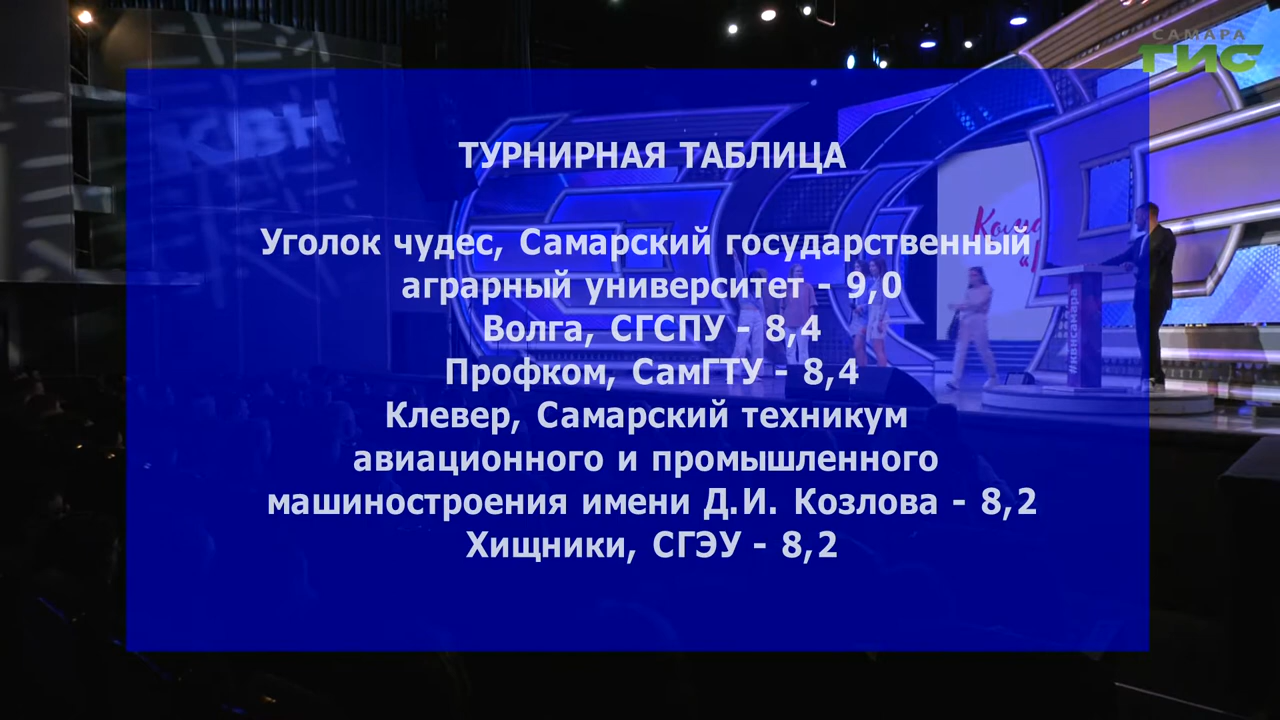 САМАРА
ГИС
КВН
ТУРНИРНАЯ ТАБЛИЦА
Уголок чудес, Самарский государственный
аграрный университет - 9,0
Волга, СГСПУ - 8,4
Профком, СамГТУ - 8,4
Клевер, Самарский техникум
авиационного и промышленного
машиностроения имени Д.И. Козлова - 8,2
Хищники, СГЭУ - 8,2
#квнсамара